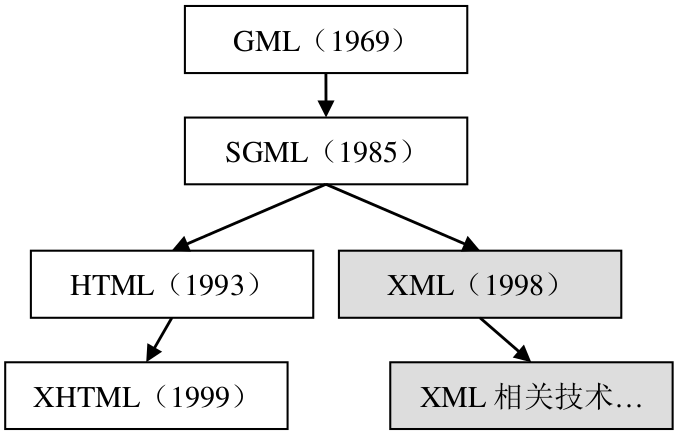 GML（1969）
SGML（1985）
HTML（1993）
XML（1998）
XHTML（1999）
XML 相关技术…